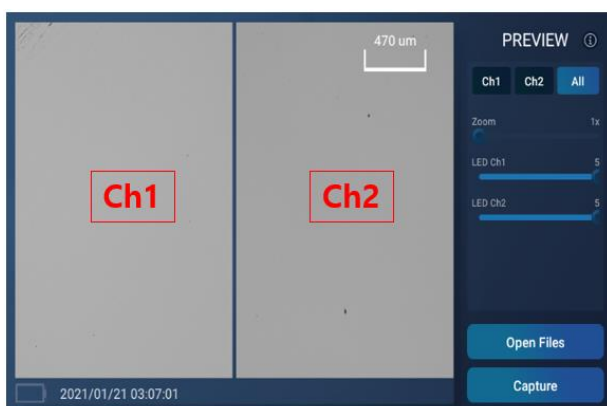 470 um
Ch1
Ch2
2021/01/21 03:07:01
PREVIEW
Ch1 Ch2 All
Zoom 1x
LED Ch1 5
LED Ch2 5
Open Files
Capture